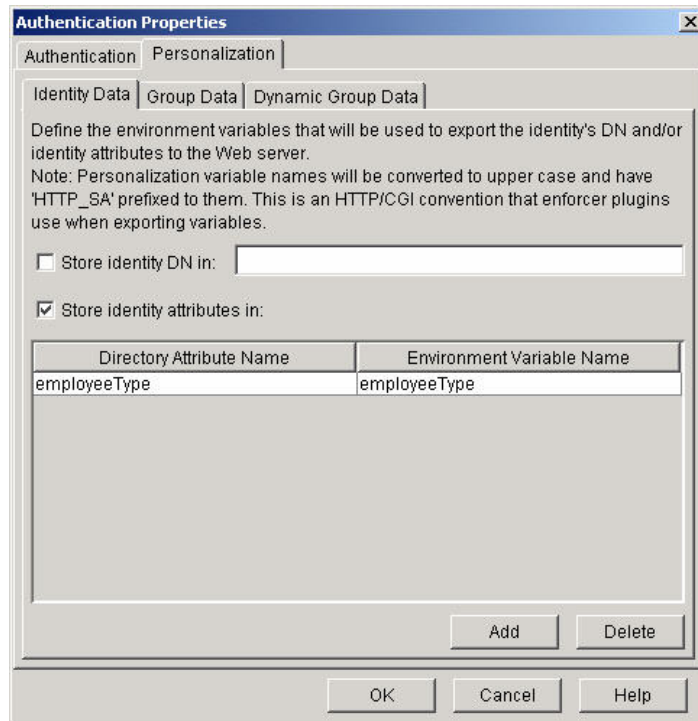 Authentication Properties
Authentication Personalization
Identity Data Group Data Dynamic Group Data
Define the environment variables that will be used to export the identity's DN and/or
identity attributes to the Web server.
Note: Personalization variable names will be converted to upper case and have
'HTTP_SA' prefixed to them. This is an HTTP/CGI convention that enforcer plugins
use when exporting variables.
Store identity DN in:
Store identity attributes in:
Directory Attribute Name Environment Variable Name
employeeType employeeType
Add Delete
OK Cancel Help